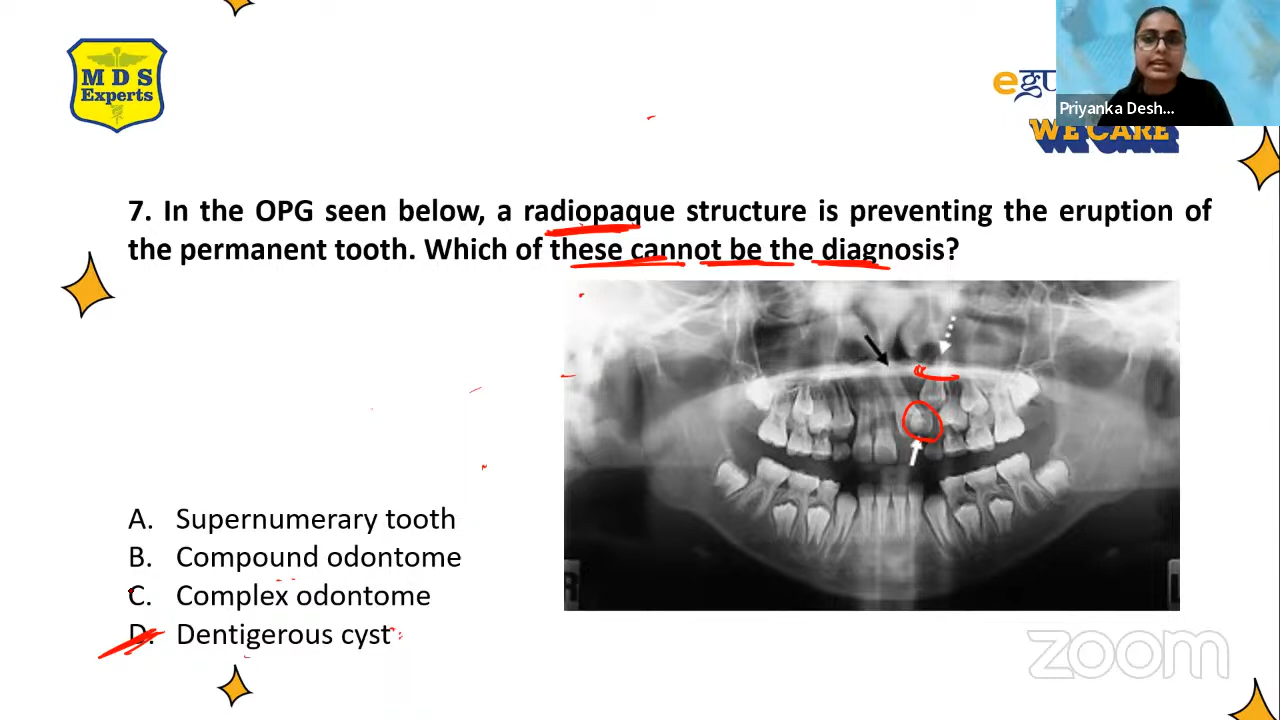 M D S
Experts
eगु
Priyanka Desh...
WE CARE
7. In the OPG seen below, a radiopaque structure is preventing the eruption of
the permanent tooth. Which of these cannot be the diagnosis?
A. Supernumerary tooth
B. Compound odontome
C. Complex odontome
D. Dentigerous cyst
zoom